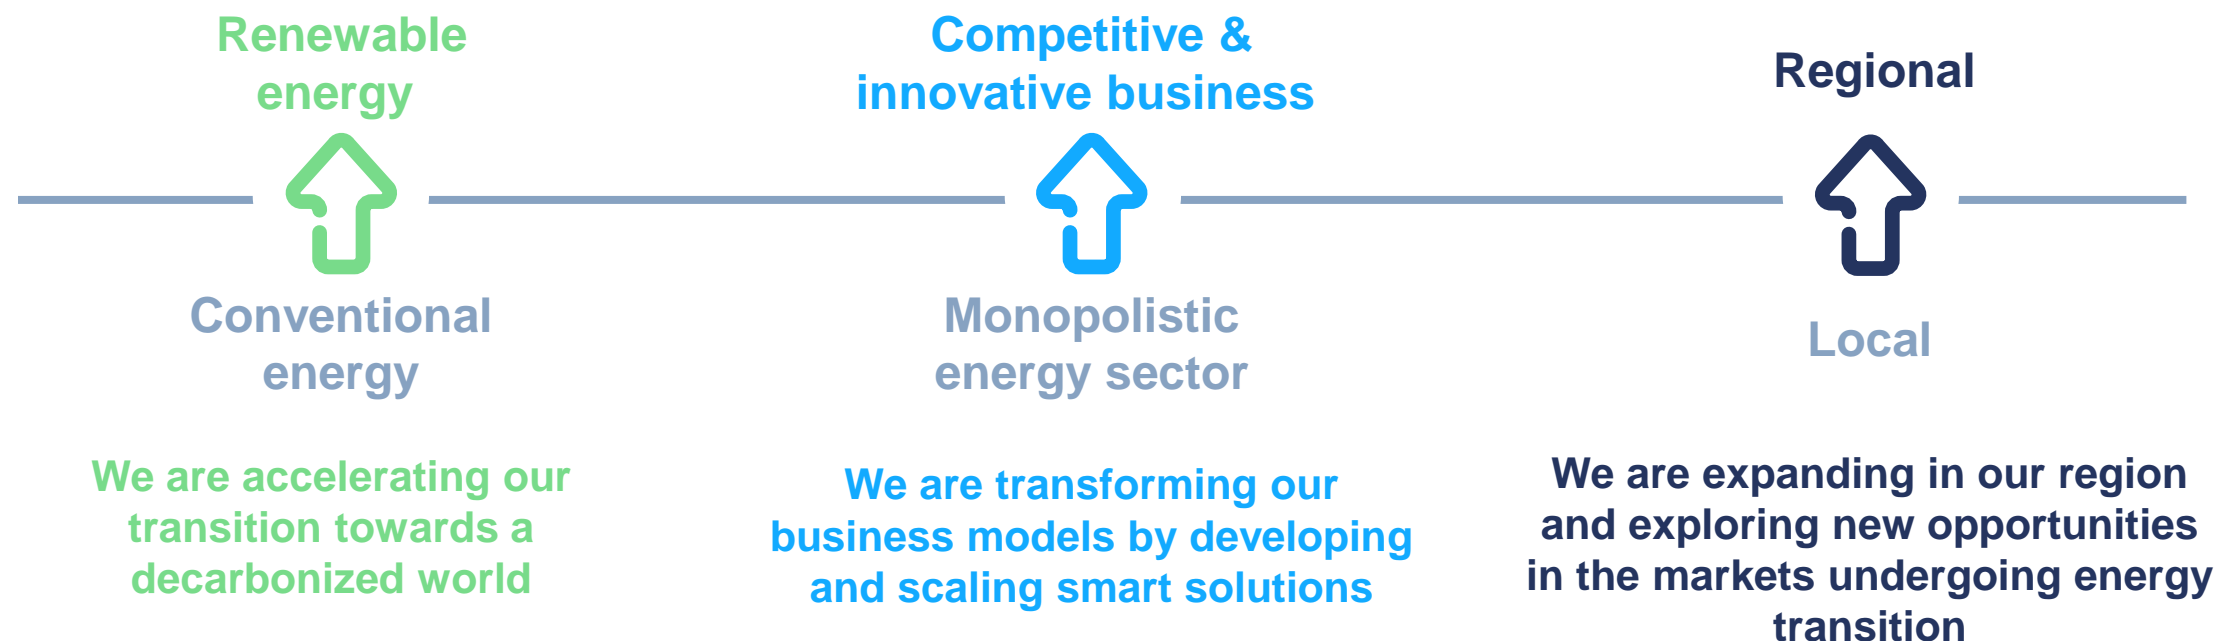 Renewable
energy
Conventional
energy
We are accelerating our
transition towards a
decarbonized world
Competitive &
innovative business
Monopolistic
energy sector
We are transforming our
business models by developing
and scaling smart solutions
Regional
Local
We are expanding in our region
and exploring new opportunities
in the markets undergoing energy
transition